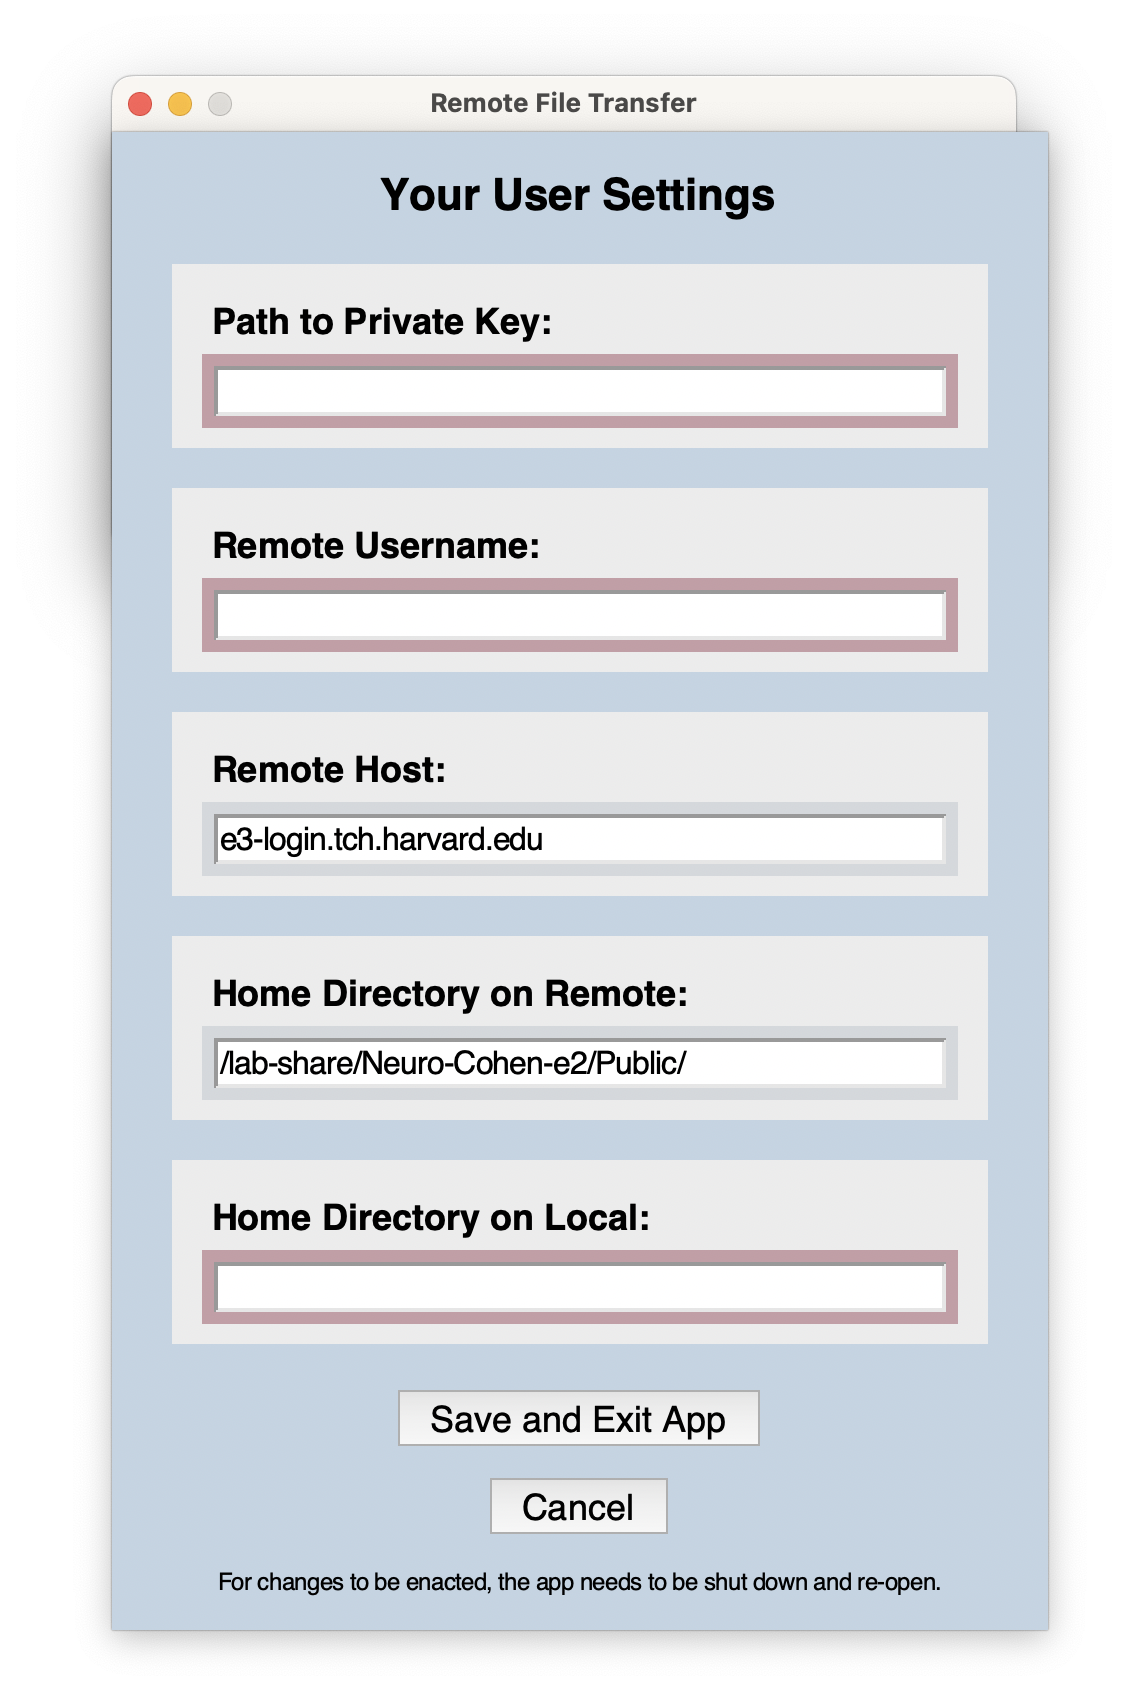 Remote File Transfer
Your User Settings
Path to Private Key:
Remote Username:
Remote Host:
e3-login.tch.harvard.edu
Home Directory on Remote:
/lab-share/Neuro-Cohen-e2/Public/
Home Directory on Local:
Save and Exit App
Cancel
For changes to be enacted, the app needs to be shut down and re-open.